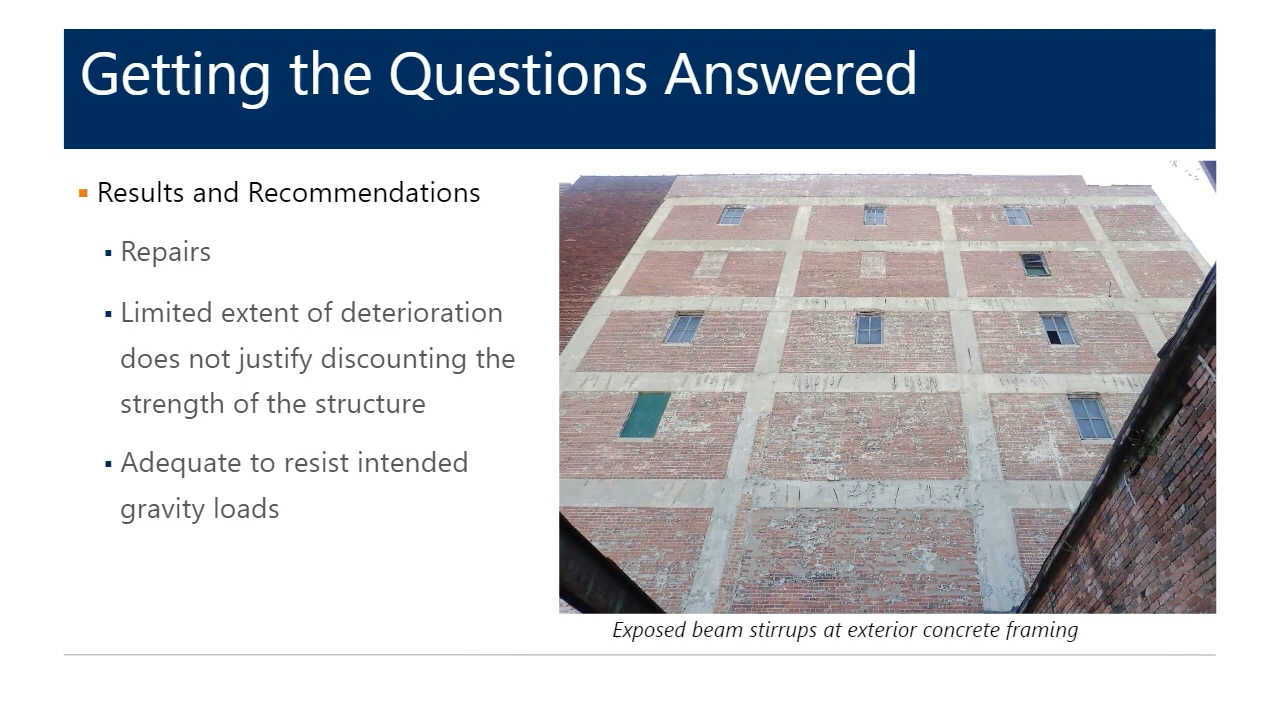 Getting the Questions Answered
Results and Recommendations
Repairs
Limited extent of deterioration
does not justify discounting the
strength of the structure
Adequate to resist intended
gravity loads
Exposed beam stirrups at exterior concrete framing